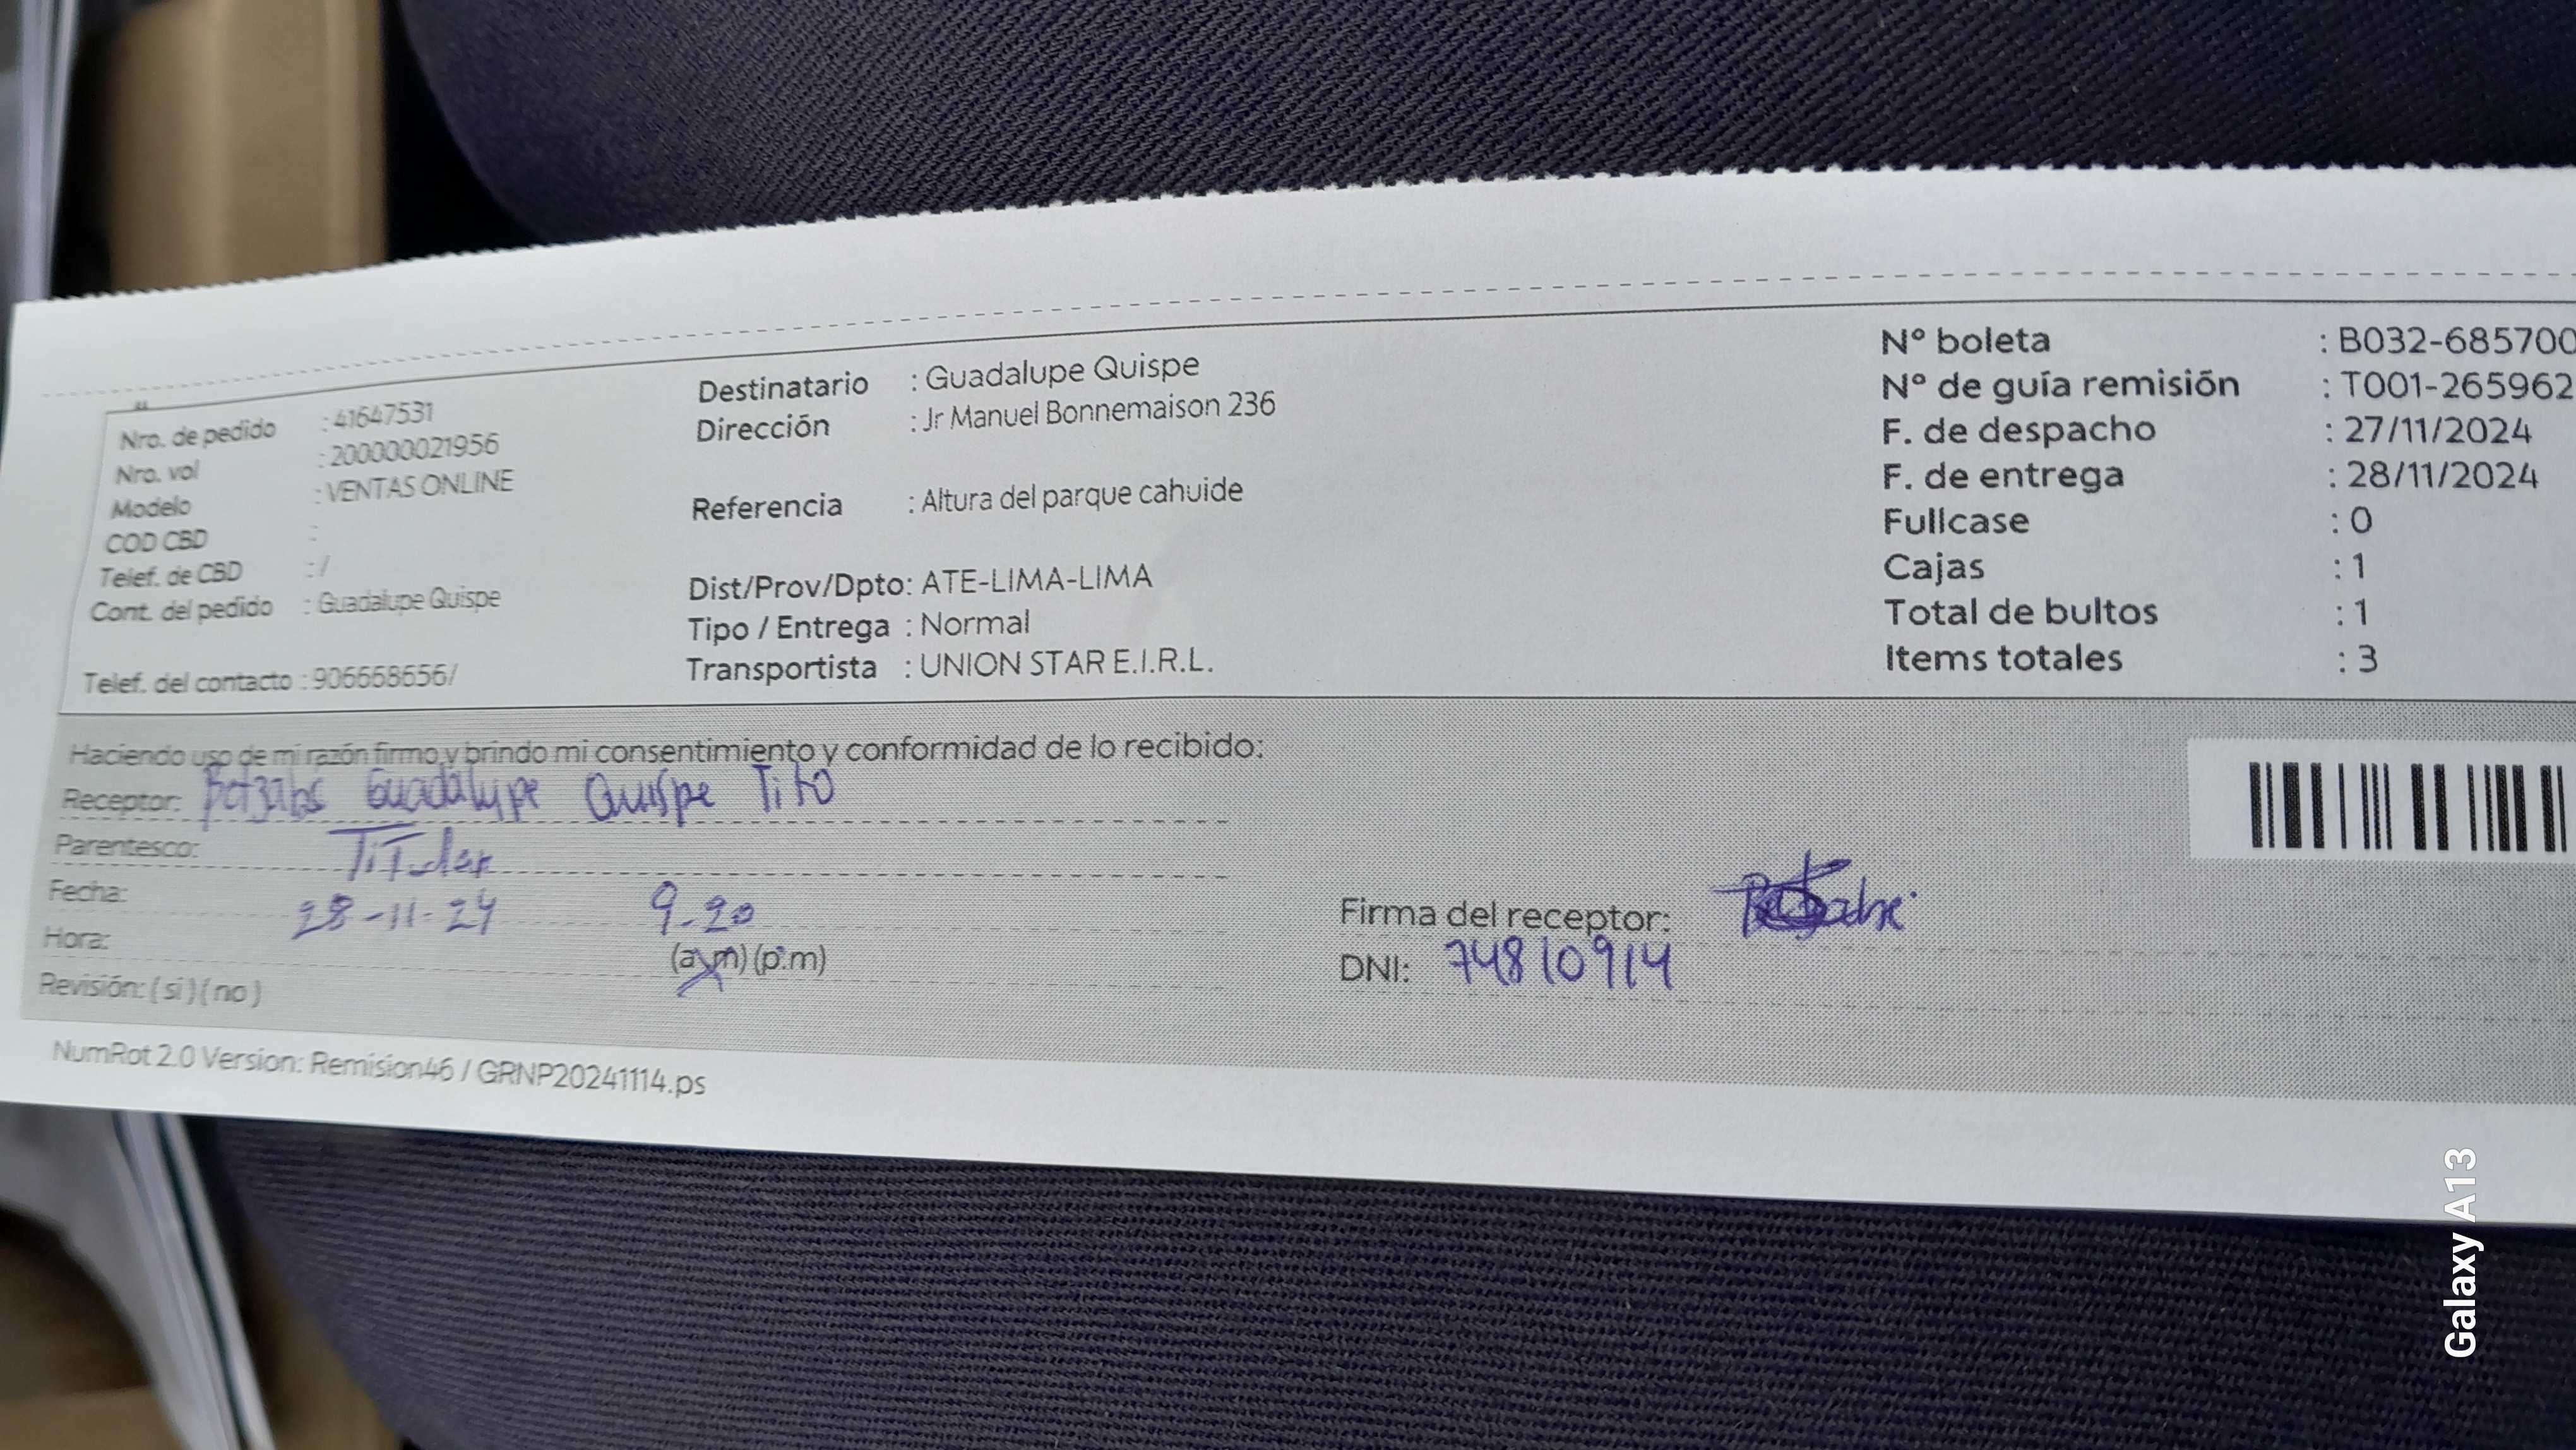 Nro. de pedido : 41647531
Nro. vol : 200000021956
Modelo : VENTAS ONLINE
COD CBD :
Telef. de CBD : /
Cont. del pedido : Guadalupe Quispe
Telef. del contacto : 906668656/
Destinatario : Guadalupe Quispe
Dirección : Jr Manuel Bonnemaison 236
Referencia : Altura del parque cahuide
Dist/Prov/Dpto: ATE-LIMA-LIMA
Tipo / Entrega : Normal
Transportista : UNION STAR E.I.R.L.
Nº boleta : B032-685700
Nº de guía remisión : T001-265962
F. de despacho : 27/11/2024
F. de entrega : 28/11/2024
Fullcase : 0
Cajas : 1
Total de bultos : 1
Items totales : 3
Haciendo uso de mi razón firmo y brindo mi consentimiento y conformidad de lo recibido:
Receptor: Guadalupe Quispe Tito
Parentesco: Titular
Fecha: 28-11-24 9-20
Hora: (a.m) (p.m)
Revisión: ( si ) ( no )
Firma del receptor:
DNI: 74810914
NumRot 2.0 Version: Remision46 / GRNP20241114.ps
Galaxy A13